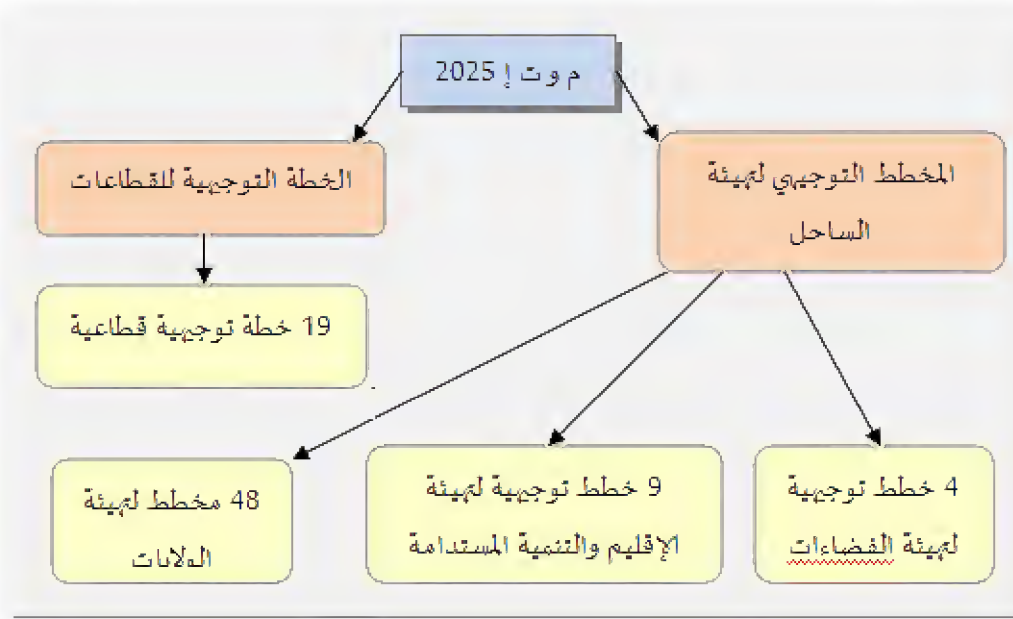 م و ت إ 2025
المخطط التوجيهي لتهيئة
الساحل
الخطة التوجيهية للقطاعات
19 خطة توجيهية قطاعية
4 خطط توجيهية
لتهيئة الفضاءات
9 خطط توجيهية لتهيئة
الإقليم والتنمية المستدامة
48 مخطط لتهيئة
الولايات